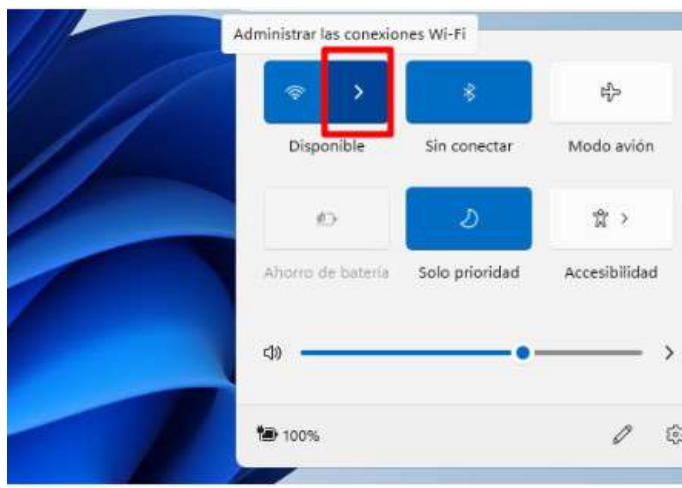 Administrar las conexiones Wi-Fi
Disponible
Sin conectar
Modo avión
Ahorro de batería
Solo prioridad
Accesibilidad
100%